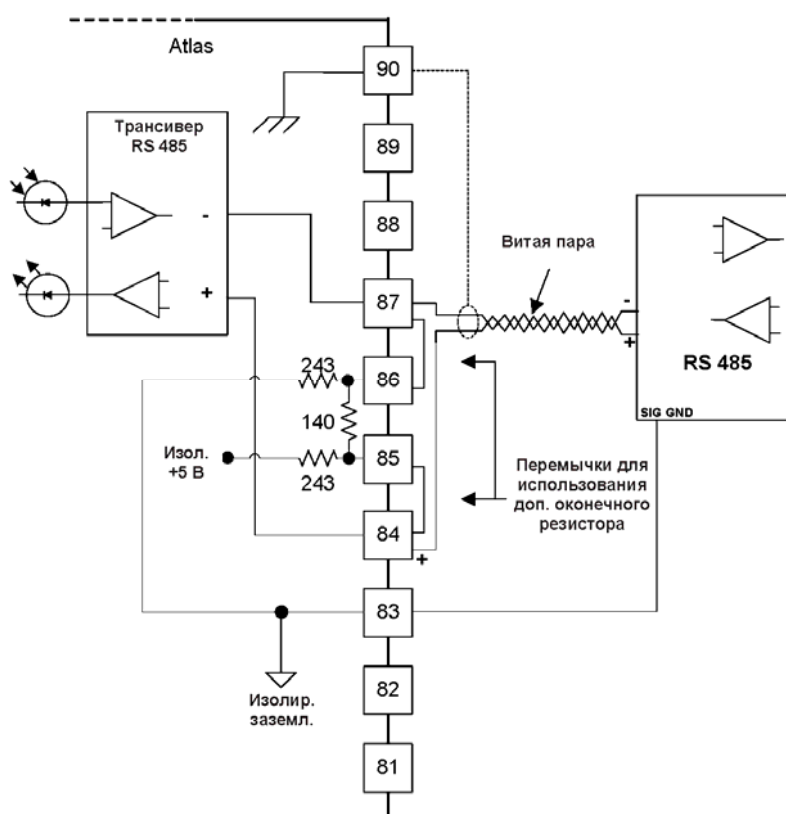 Atlas
90
Трансивер
RS 485
89
88
-
+
87
Витая пара
-
+
RS 485
SIG GND
243
86
140
Изол.
+5 В
85
243
Перемычки для
использования
доп. оконечного
резистора
84
+
83
Изолир.
заземл.
82
81